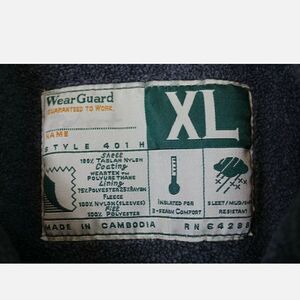 WearGuard
GUARANTEED TO WORK.
XL
NAME
STYLE 401 H
Shell
100% TASLAN NYLON
Coating
WEARTEX™
POLYURETHANE
Lining
75% POLYESTER 25% RAYON
FLEECE
100% NYLON (SLEEVES)
Fill
100% POLYESTER
INSULATED FOR
3-SEASON COMFORT
SLEET/MUD/SNOW
RESISTANT
MADE IN CAMBODIA
RN 64288